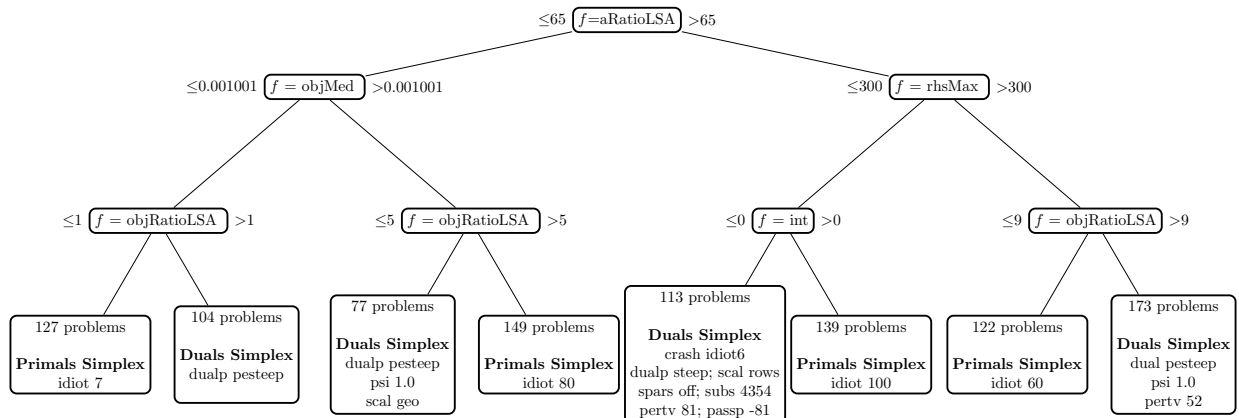 ≤65 f=aRatioLSA >65
≤0.001001 f = objMed >0.001001
≤300 f = rhsMax >300
≤1 f = objRatioLSA >1
≤5 f = objRatioLSA >5
≤0 f = int >0
≤9 f = objRatioLSA >9
127 problems
Primals Simplex
idiot 7
104 problems
Duals Simplex
dualp pesteep
77 problems
Duals Simplex
dualp pesteep
psi 1.0
scal geo
149 problems
Primals Simplex
idiot 80
113 problems
Duals Simplex
crash idiot6
dualp steep; scal rows
spars off; subs 4354
pertv 81; passp -81
139 problems
Primals Simplex
idiot 100
122 problems
Primals Simplex
idiot 60
173 problems
Duals Simplex
dual pesteep
psi 1.0
pertv 52